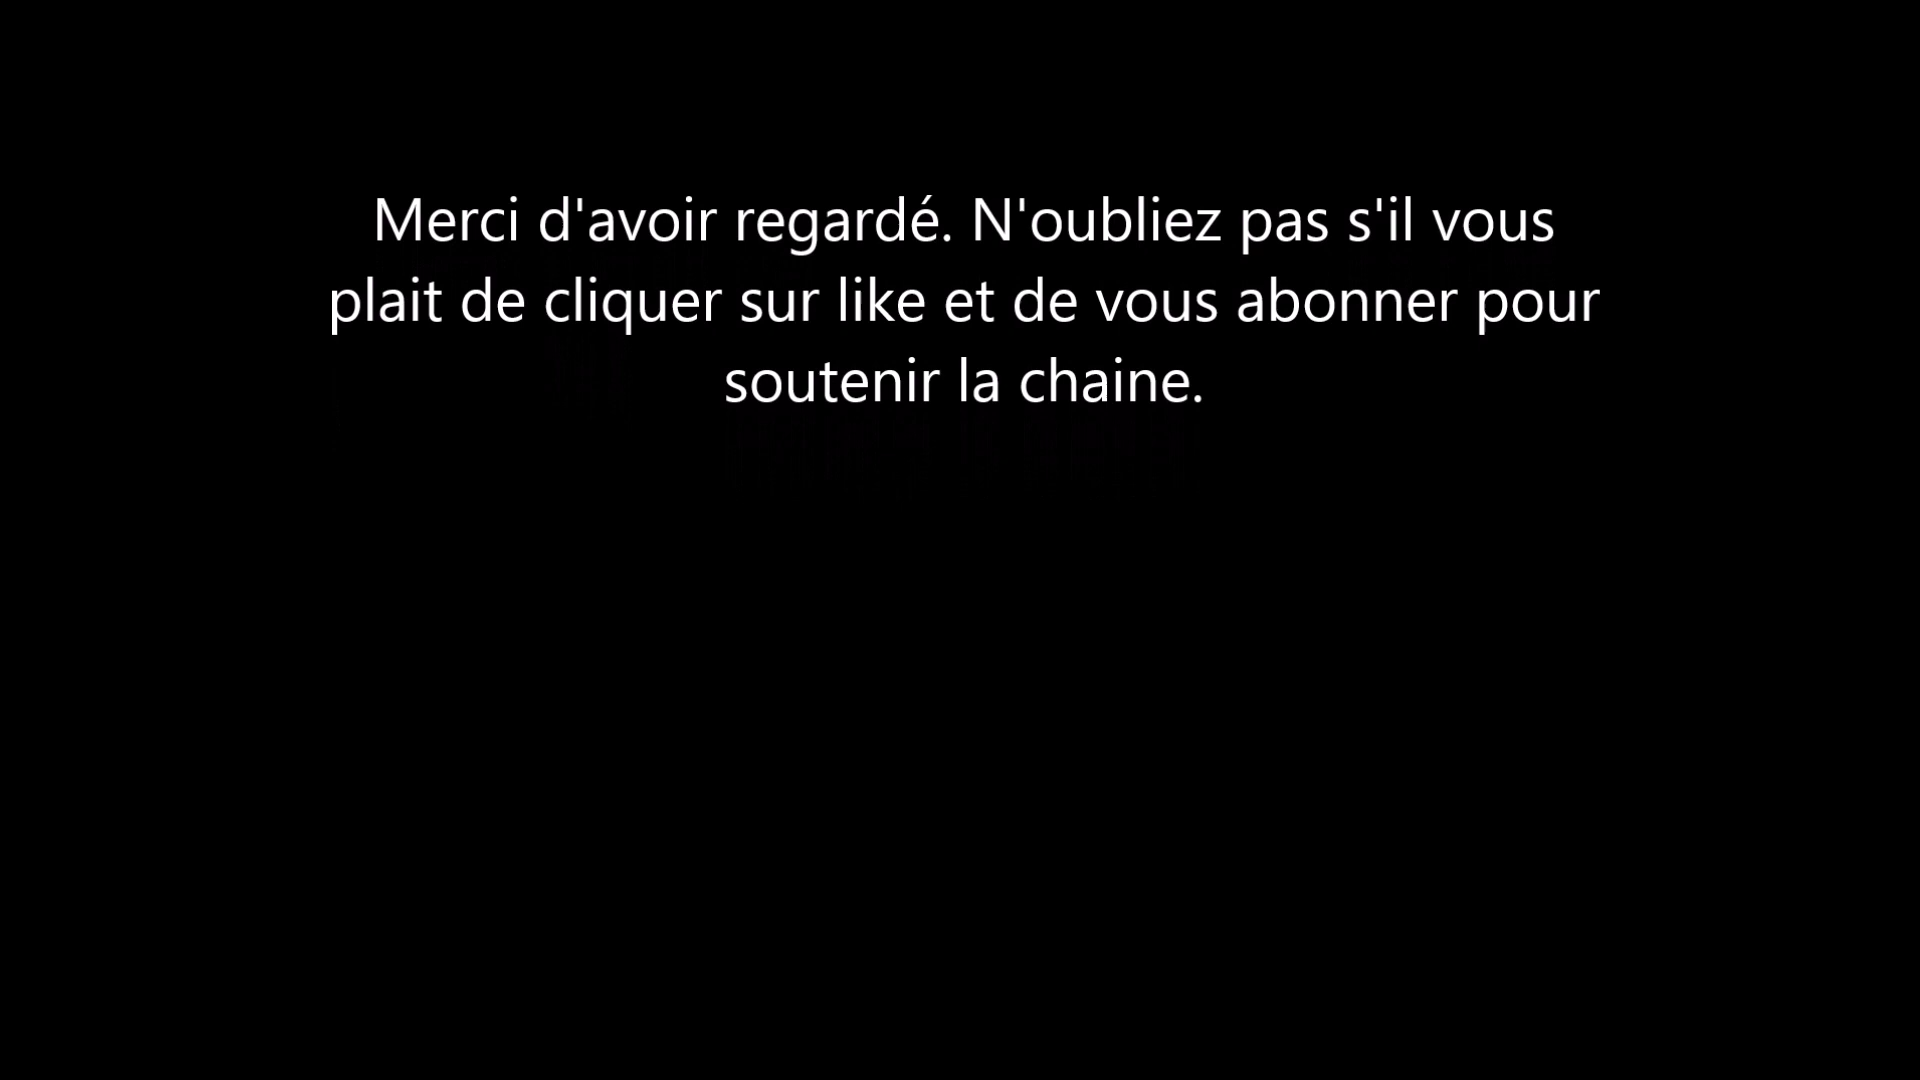 Merci d'avoir regardé. N'oubliez pas s'il vous
plait de cliquer sur like et de vous abonner pour
soutenir la chaine.